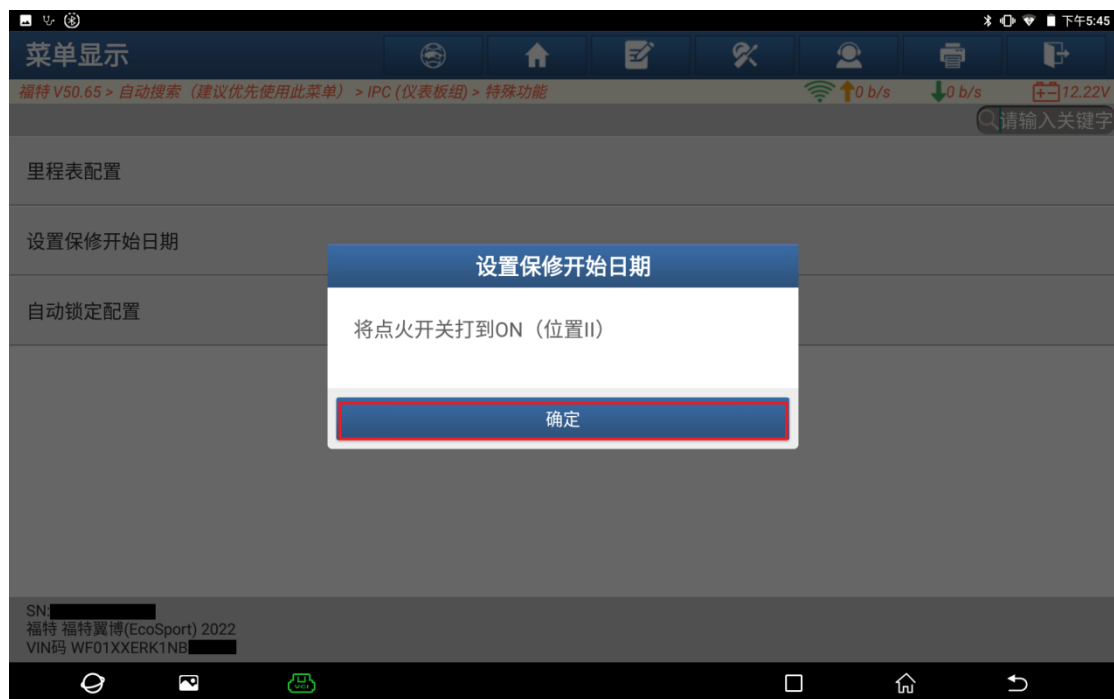 下午5:45
菜单显示
福特 V50.65 > 自动搜索（建议优先使用此菜单） > IPC (仪表板组) > 特殊功能
0 b/s
0 b/s
12.22V
请输入关键字
里程表配置
设置保修开始日期
自动锁定配置
设置保修开始日期
将点火开关打到ON（位置II）
确定
SN:
福特 福特翼博(EcoSport) 2022
VIN码 WF01XXERK1NB
VCI